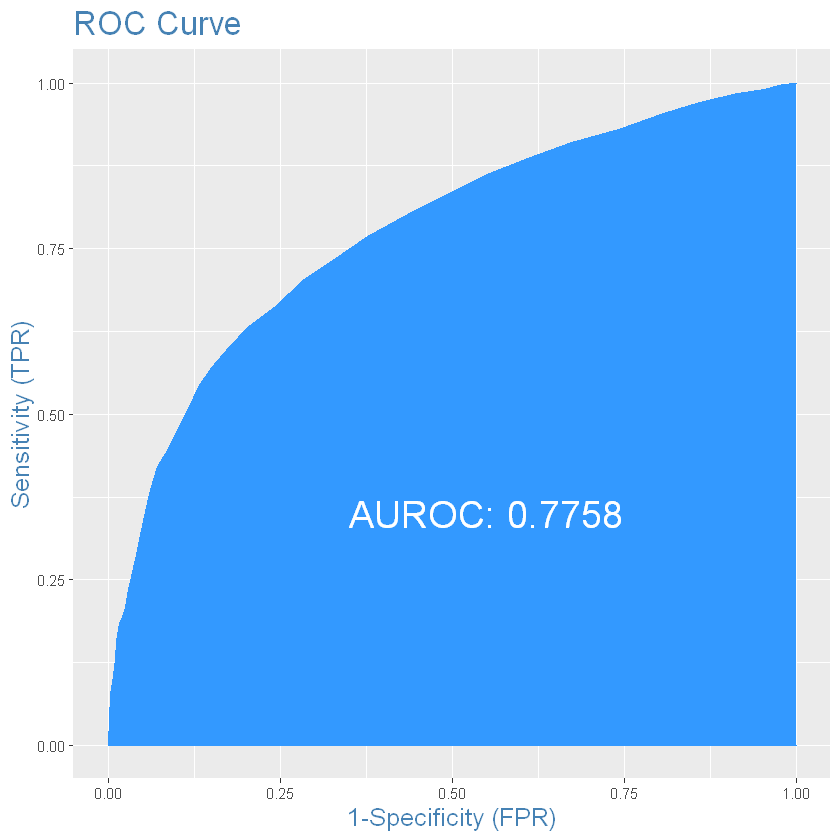 ROC Curve
Sensitivity (TPR)
1.00
0.75
0.50
0.25
0.00
AUROC: 0.7758
0.00 0.25 0.50 0.75 1.00
1-Specificity (FPR)